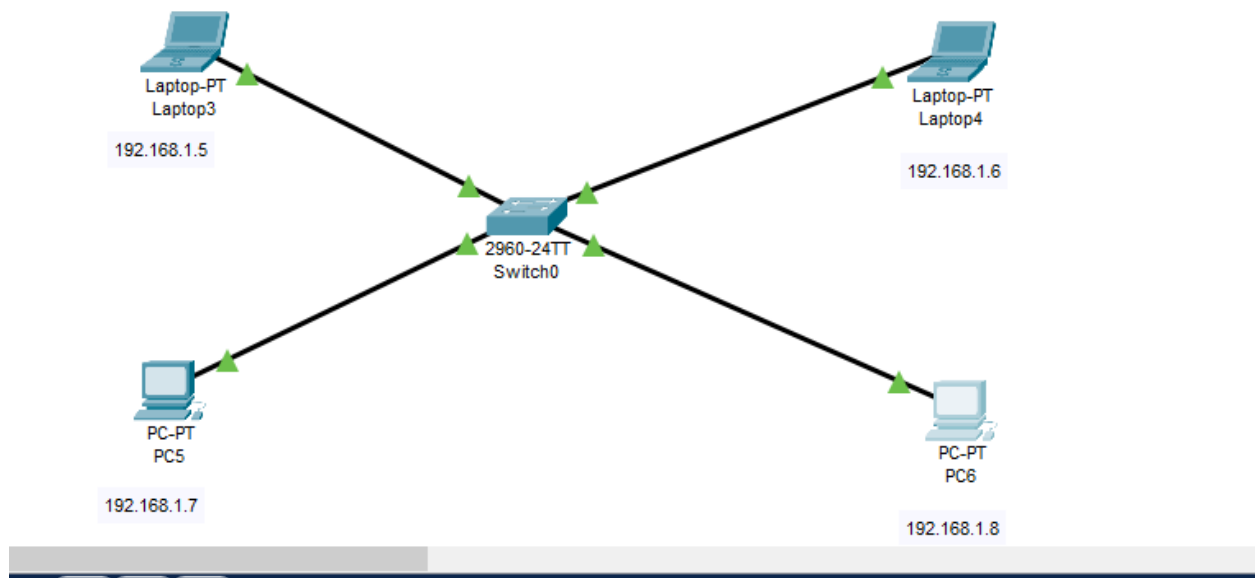 Laptop-PT
Laptop3
192.168.1.5
Laptop-PT
Laptop4
192.168.1.6
2960-24TT
Switch0
PC-PT
PC5
192.168.1.7
PC-PT
PC6
192.168.1.8